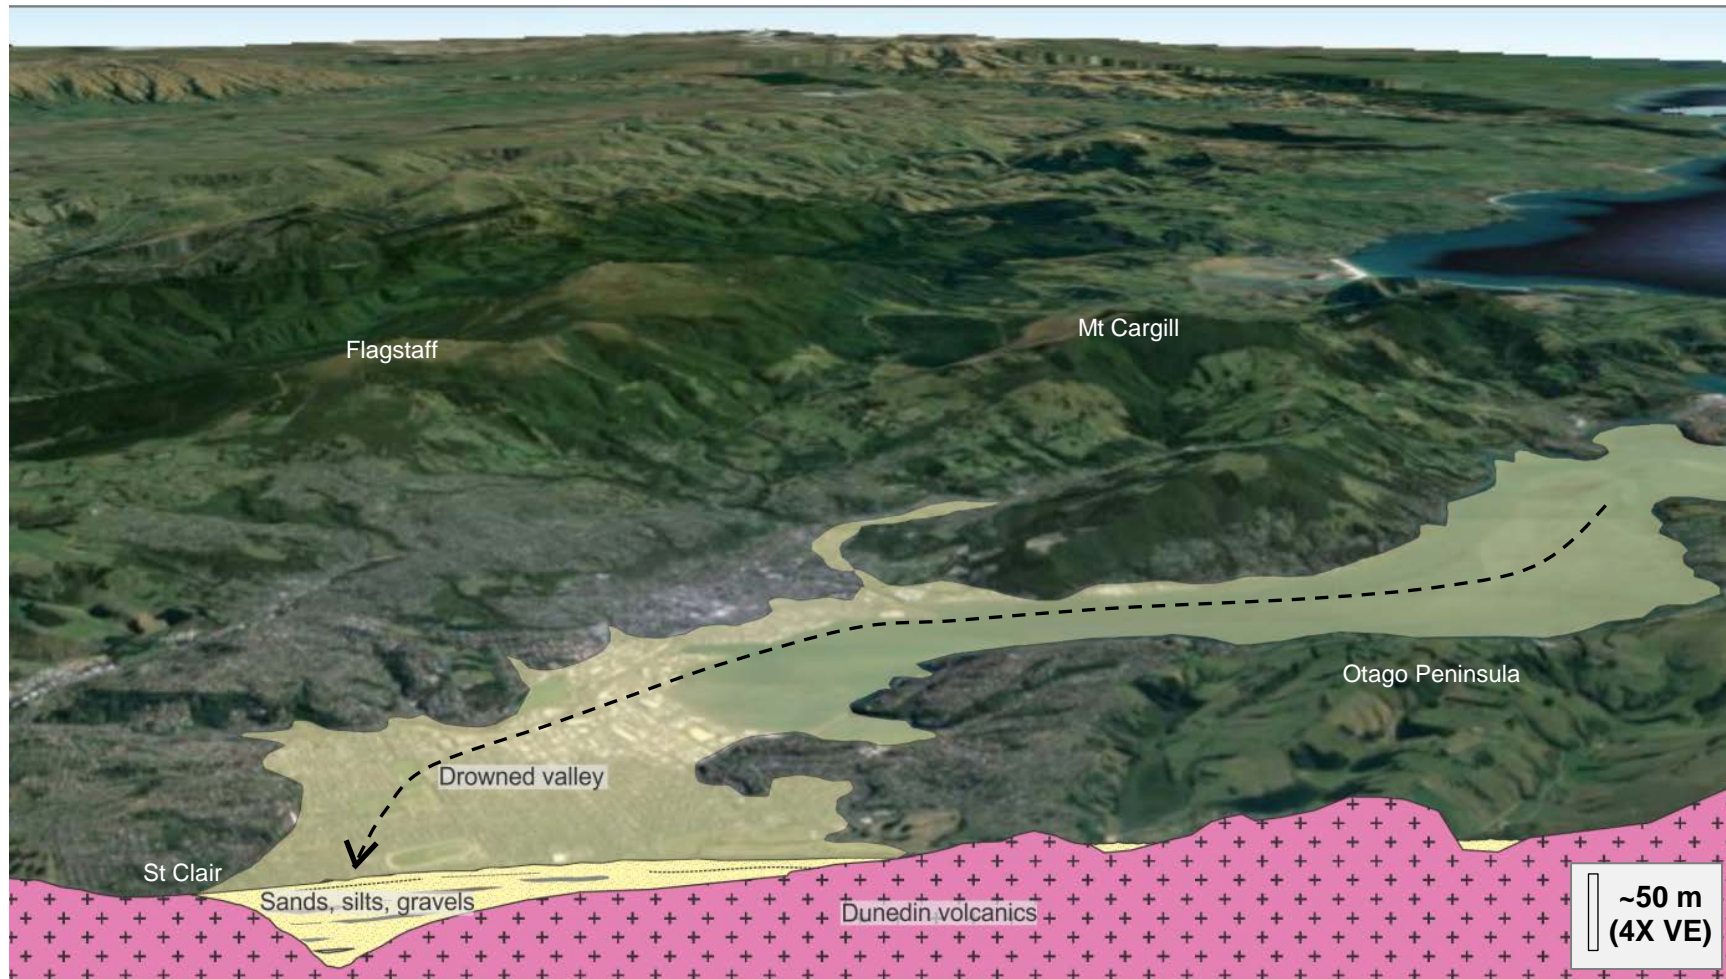 Mt Cargill
Flagstaff
Otago Peninsula
Drowned valley
St Clair
Sands, silts, gravels
Dunedin volcanics
~50 m
(4X VE)